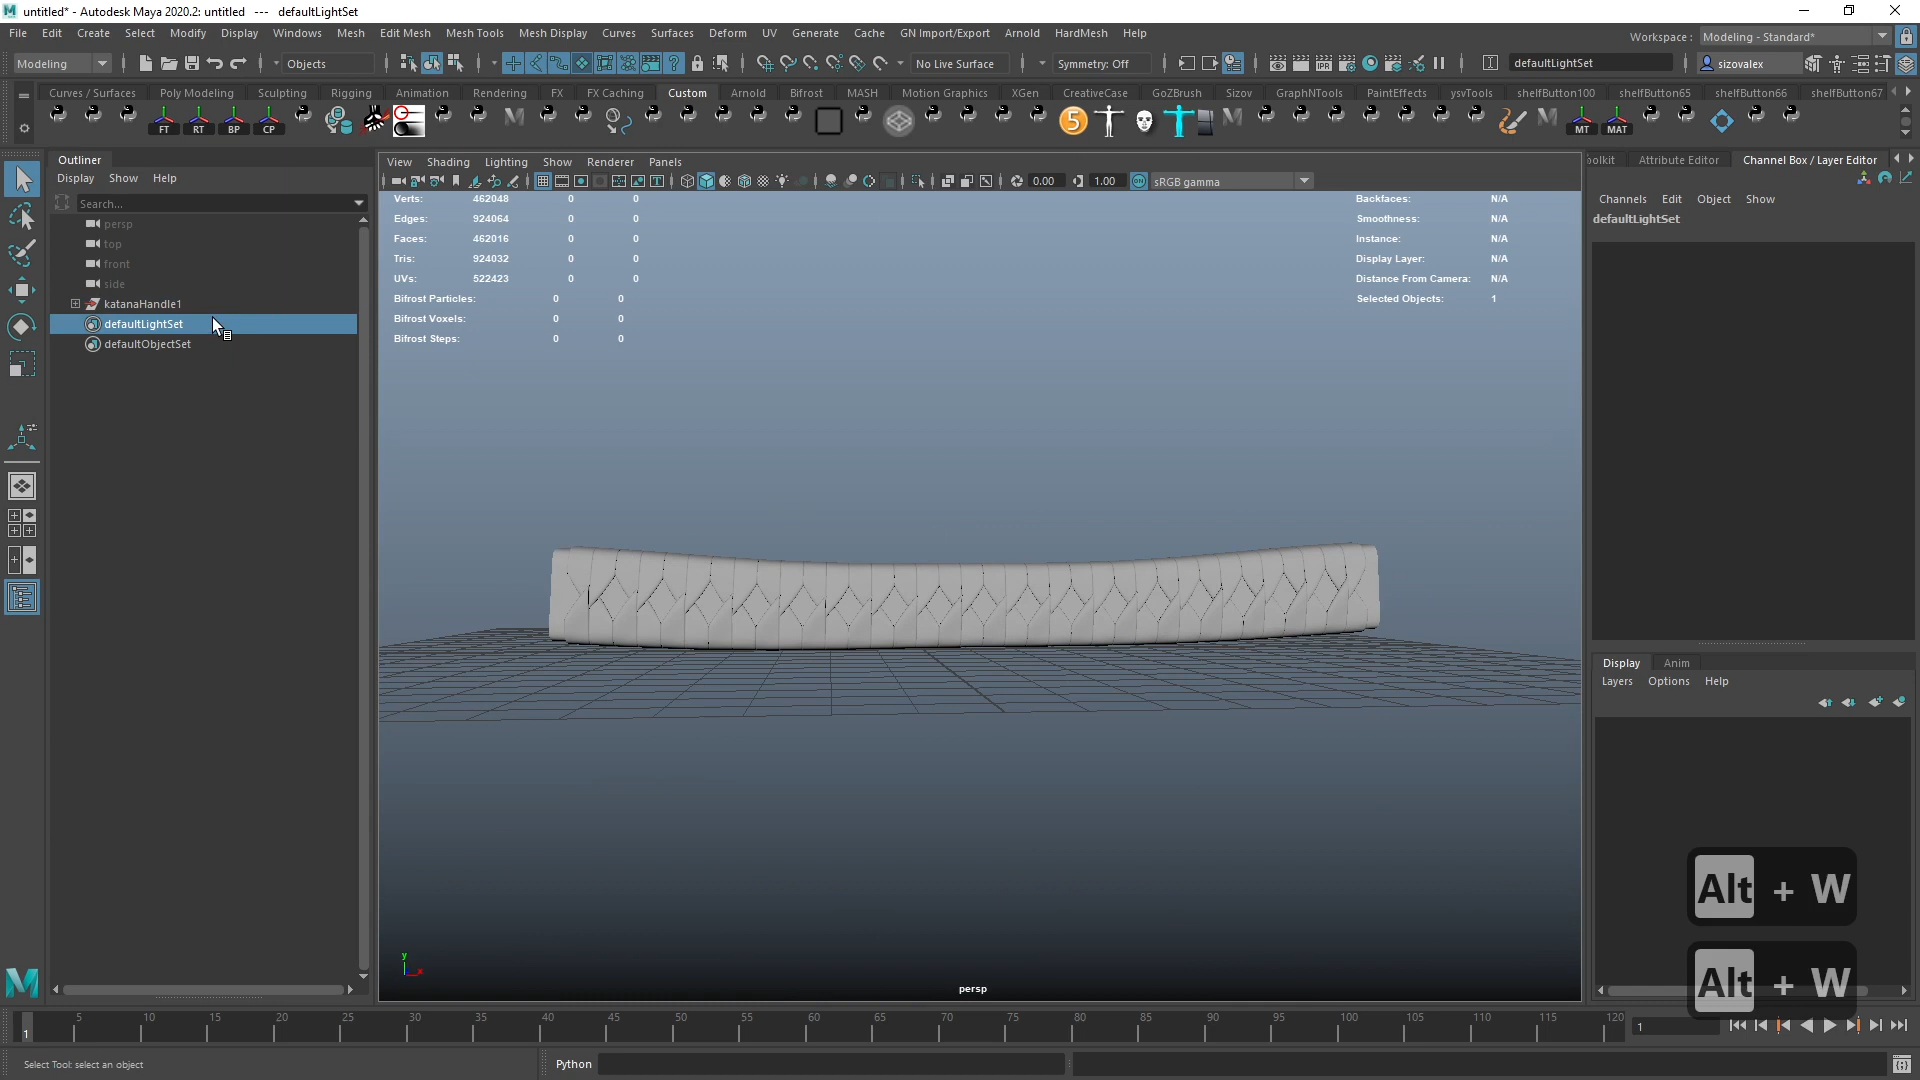 untitled* - Autodesk Maya 2020.2: untitled   ---   defaultLightSet
File Edit Create Select Modify Display Windows Mesh Edit Mesh Mesh Tools Mesh Display Curves Surfaces Deform UV Generate Cache GN Import/Export Arnold HardMesh Help
Workspace : Modeling - Standard*
Modeling Objects No Live Surface Symmetry: Off defaultLightSet sizovalex
Curves / Surfaces Poly Modeling Sculpting Rigging Animation Rendering FX FX Caching Custom Arnold Bifrost MASH Motion Graphics XGen CreativeCase GoZBrush Sizov GraphNTools PaintEffects ysvTools shelfButton100 shelfButton65 shelfButton66 shelfButton67
FT RT BP CP 5 MT MAT
Outliner
Display Show Help
Search...
persp
top
front
side
katanaHandle1
defaultLightSet
defaultObjectSet
View Shading Lighting Show Renderer Panels
0.00 1.00 ON sRGB gamma
Verts: 462048 0 0
Edges: 924064 0 0
Faces: 462016 0 0
Tris: 924032 0 0
UVs: 522423 0 0
Bifrost Particles: 0 0
Bifrost Voxels: 0 0
Bifrost Steps: 0 0
Backfaces: N/A
Smoothness: N/A
Instance: N/A
Display Layer: N/A
Distance From Camera: N/A
Selected Objects: 1
y
x
persp
oolkit Attribute Editor Channel Box / Layer Editor
Channels Edit Object Show
defaultLightSet
Display Anim
Layers Options Help
Alt + W
Alt + W
1 5 10 15 20 25 30 35 40 45 50 55 60 65 70 75 80 85 90 95 100 105 110 115 120
1
Select Tool: select an object
Python